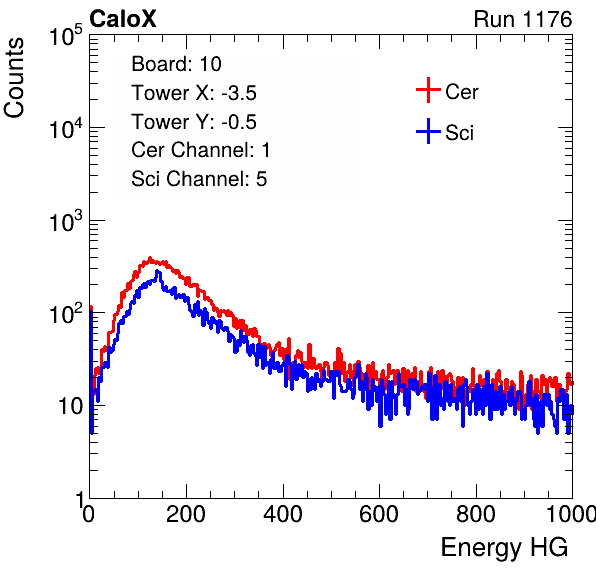 CaloX Run 1176
Counts
Board: 10
Tower X: -3.5
Tower Y: -0.5
Cer Channel: 1
Sci Channel: 5
Cer
Sci
10^5
10^4
10^3
10^2
10
1
0 200 400 600 800 1000
Energy HG